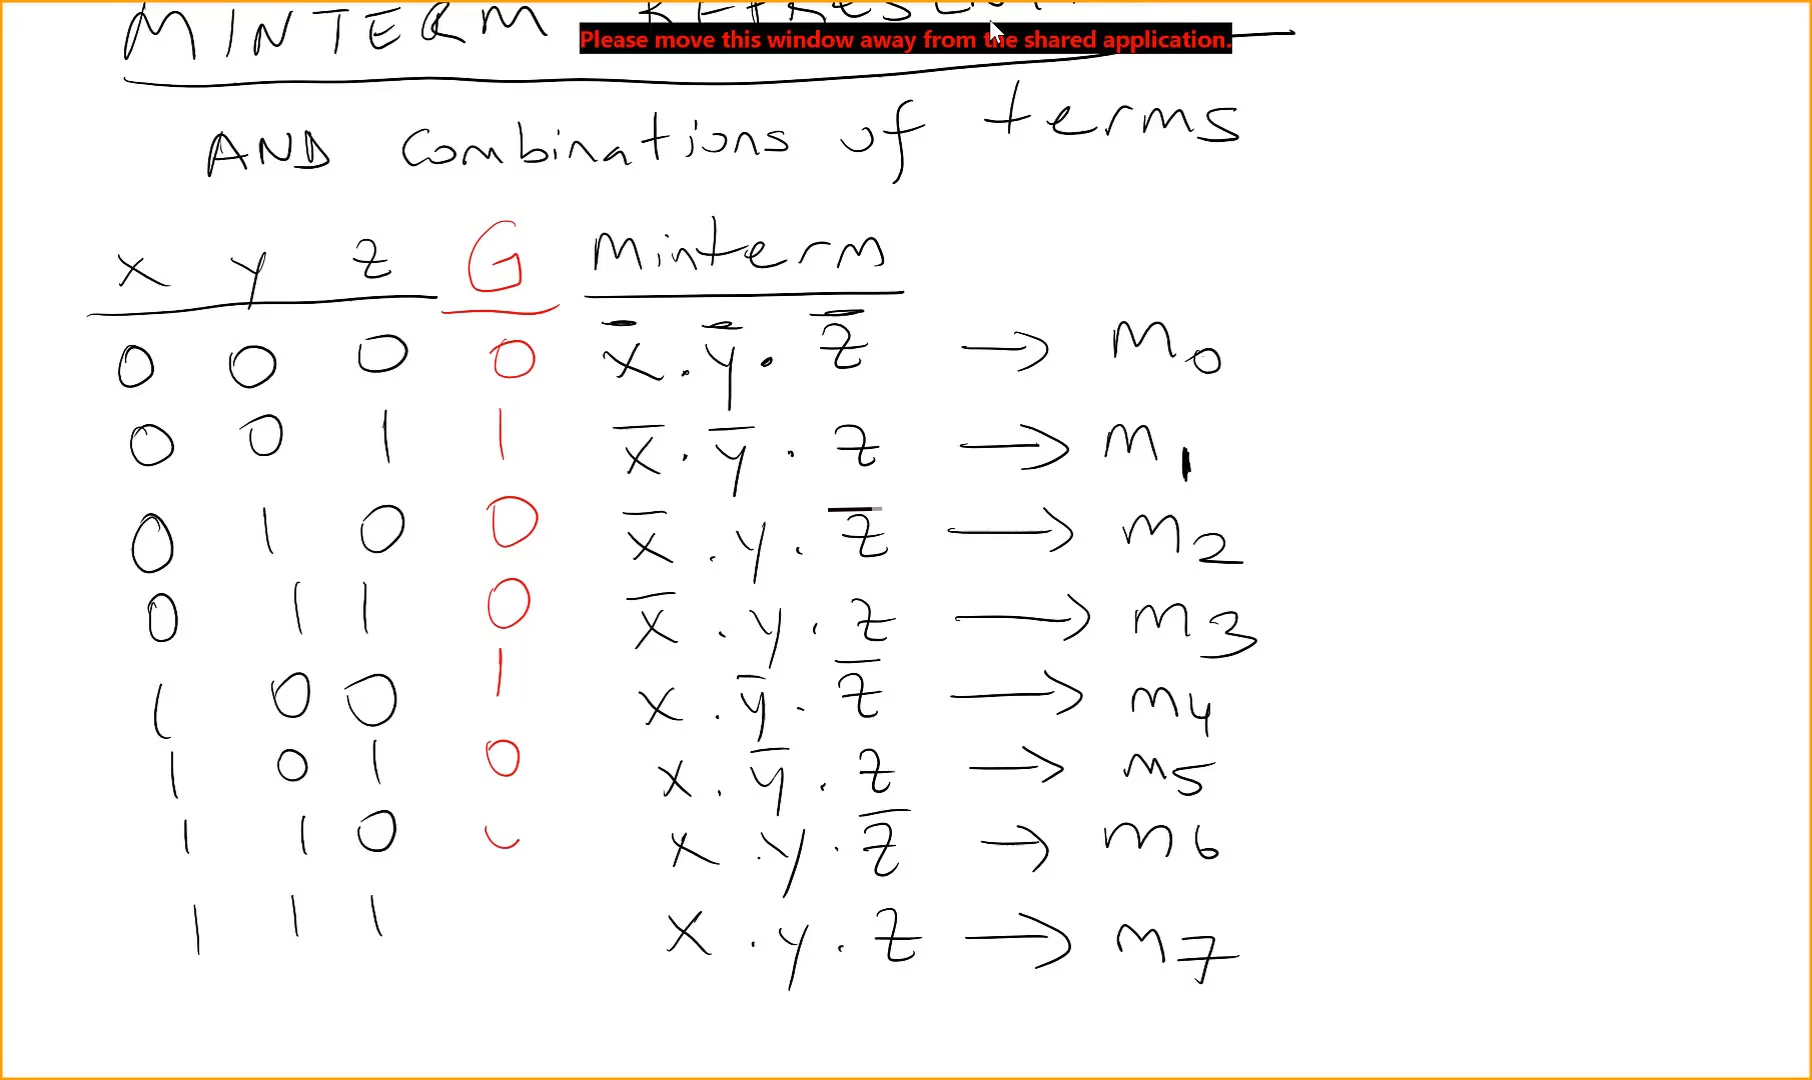 MINTERM
Please move this window away from the shared application.
AND combinations of terms
x y z G Minterm
0 0 0 0 x̅ . y̅ . z̅ → m0
0 0 1 1 x̅ . y̅ . z → m1
0 1 0 0 x̅ . y . z̅ → m2
0 1 1 0 x̅ . y . z → m3
1 0 0 1 x . y̅ . z̅ → m4
1 0 1 0 x . y̅ . z → m5
1 1 0 x . y . z̅ → m6
1 1 1 x . y . z → m7